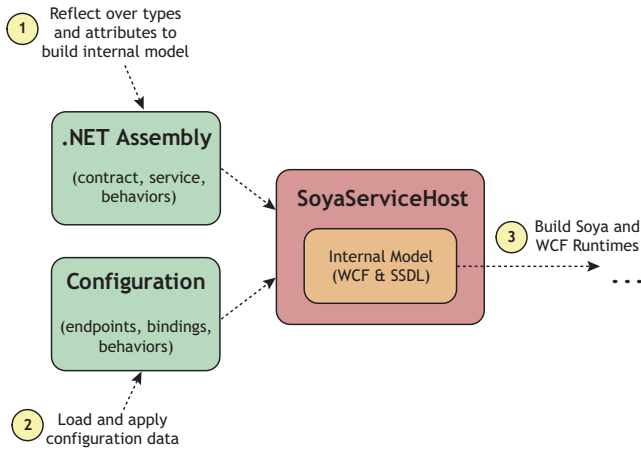 1
Reflect over types
and attributes to
build internal model
.NET Assembly
(contract, service,
behaviors)
SoyaServiceHost
Internal Model
(WCF & SSDL)
3
Build Soya and
WCF Runtimes
...
Configuration
(endpoints, bindings,
behaviors)
2
Load and apply
configuration data